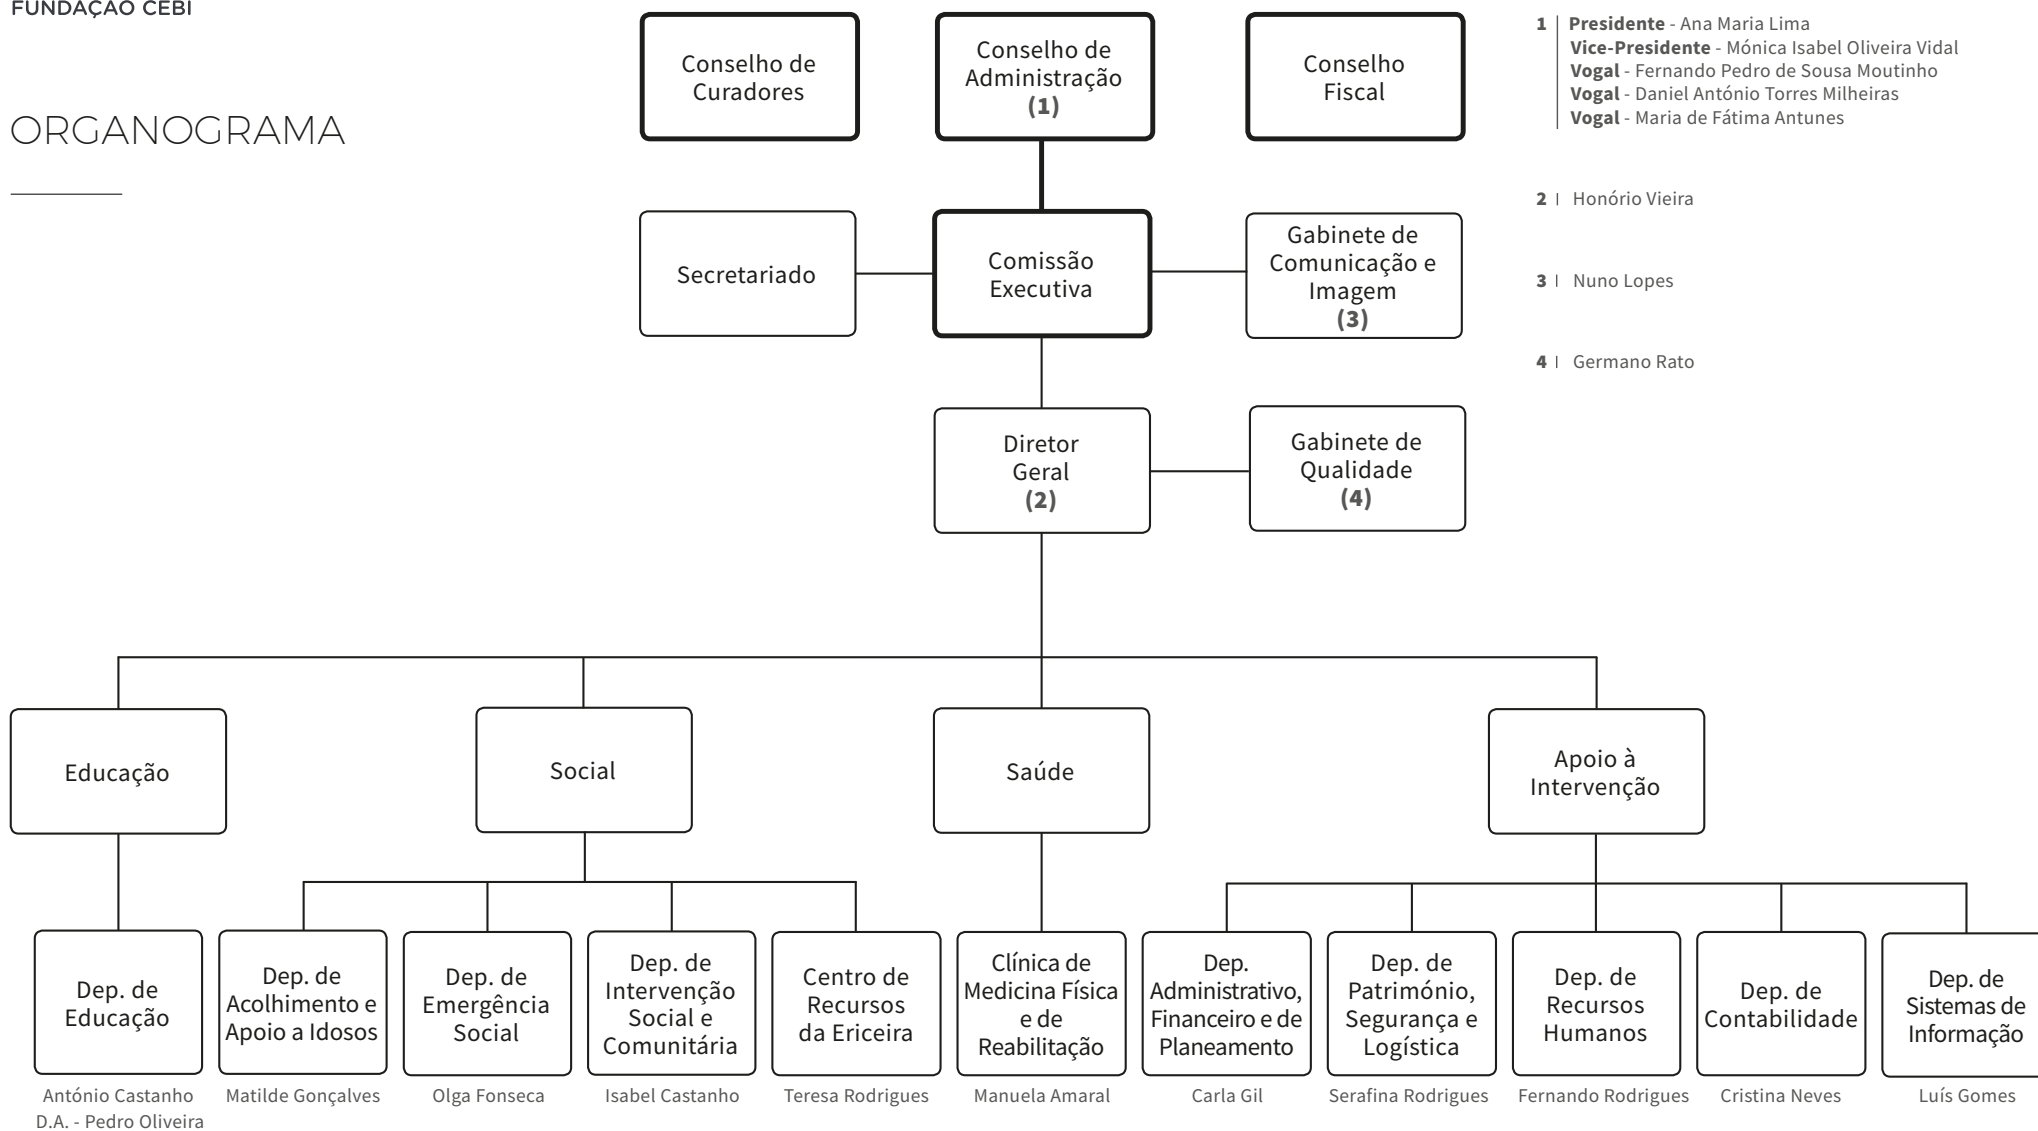 FUNDAÇÃO CEBI
ORGANOGRAMA
Conselho de
Curadores
Conselho de
Administração
(1)
Conselho
Fiscal
1 Presidente - Ana Maria Lima
Vice-Presidente - Mónica Isabel Oliveira Vidal
Vogal - Fernando Pedro de Sousa Moutinho
Vogal - Daniel António Torres Milheiras
Vogal - Maria de Fátima Antunes
2 Honório Vieira
3 Nuno Lopes
4 Germano Rato
Secretariado
Comissão
Executiva
Gabinete de
Comunicação e
Imagem
(3)
Diretor
Geral
(2)
Gabinete de
Qualidade
(4)
Educação
Social
Saúde
Apoio à
Intervenção
Dep. de
Educação
António Castanho
D.A. - Pedro Oliveira
Dep. de
Acolhimento e
Apoio a Idosos
Matilde Gonçalves
Dep. de
Emergência
Social
Olga Fonseca
Dep. de
Intervenção
Social e
Comunitária
Isabel Castanho
Centro de
Recursos
da Ericeira
Teresa Rodrigues
Clínica de
Medicina Física
e de
Reabilitação
Manuela Amaral
Dep.
Administrativo,
Financeiro e de
Planeamento
Carla Gil
Dep. de
Património,
Segurança e
Logística
Serafina Rodrigues
Dep. de
Recursos
Humanos
Fernando Rodrigues
Dep. de
Contabilidade
Cristina Neves
Dep. de
Sistemas de
Informação
Luís Gomes